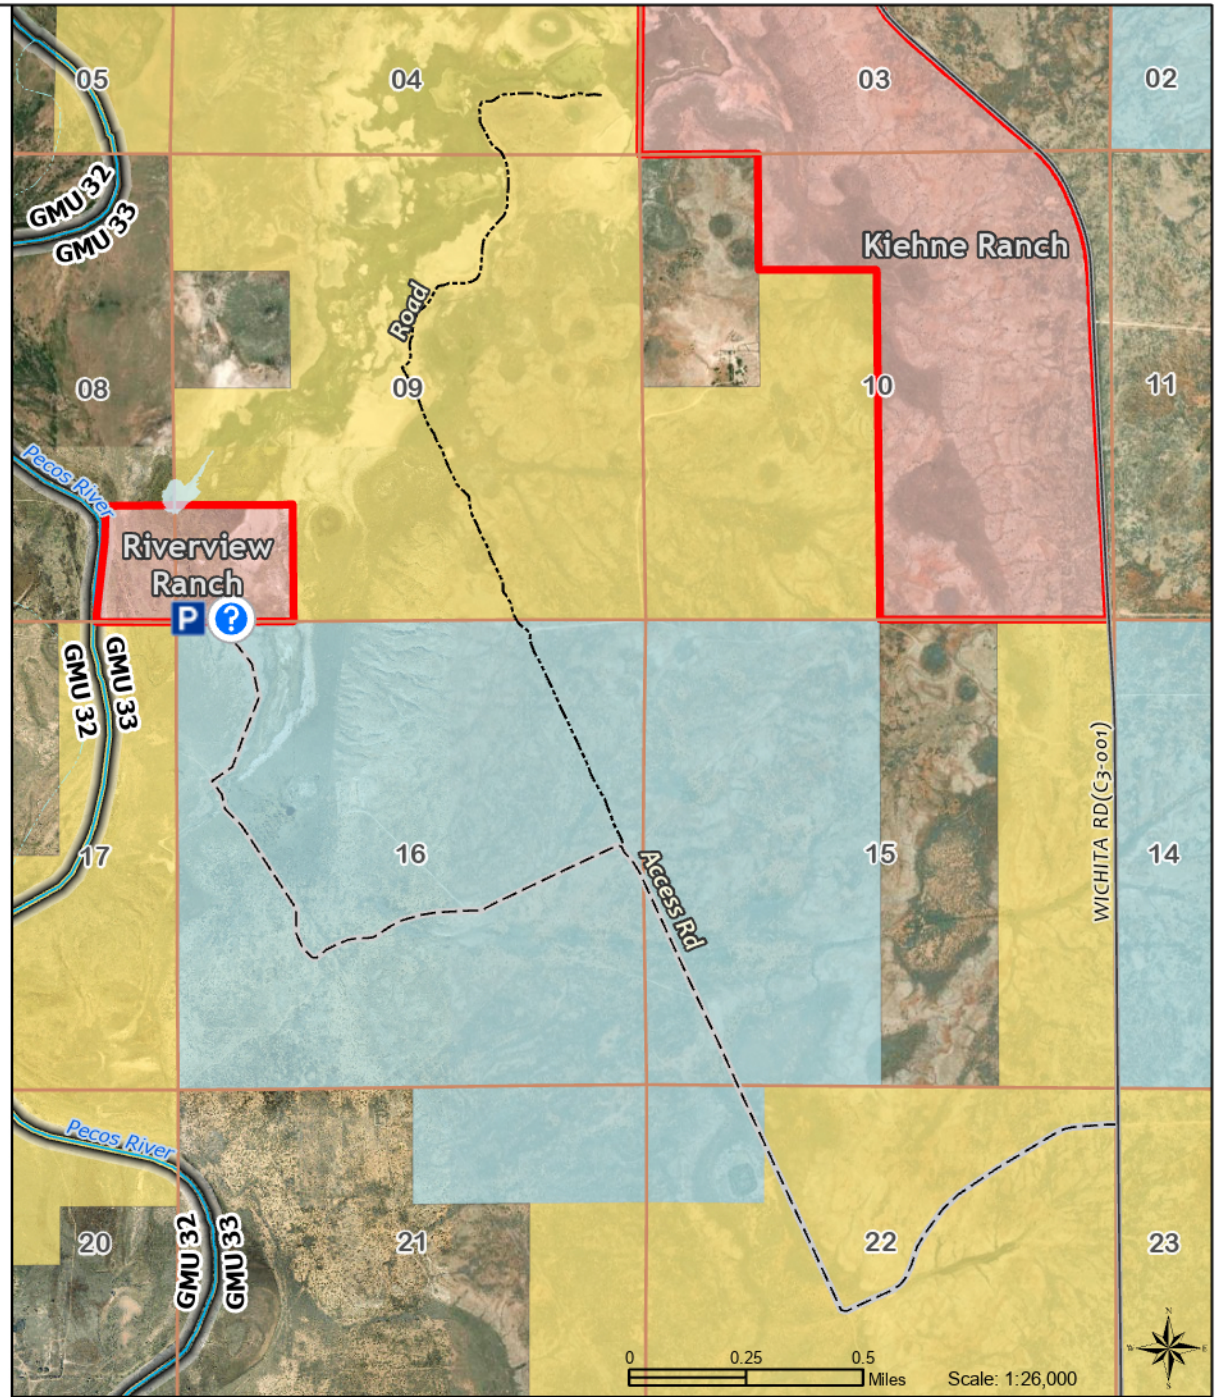 05
04
03
02
GMU 32
GMU 33
Kiehne Ranch
Road
08
09
10
11
Pecos River
Riverview
Ranch
P
?
GMU 32
GMU 33
WICHITA RD(C3-001)
17
16
Access Rd
15
14
Pecos River
20
GMU 32
GMU 33
21
22
23
N
W
E
S
0
0.25
0.5
Miles
Scale: 1:26,000